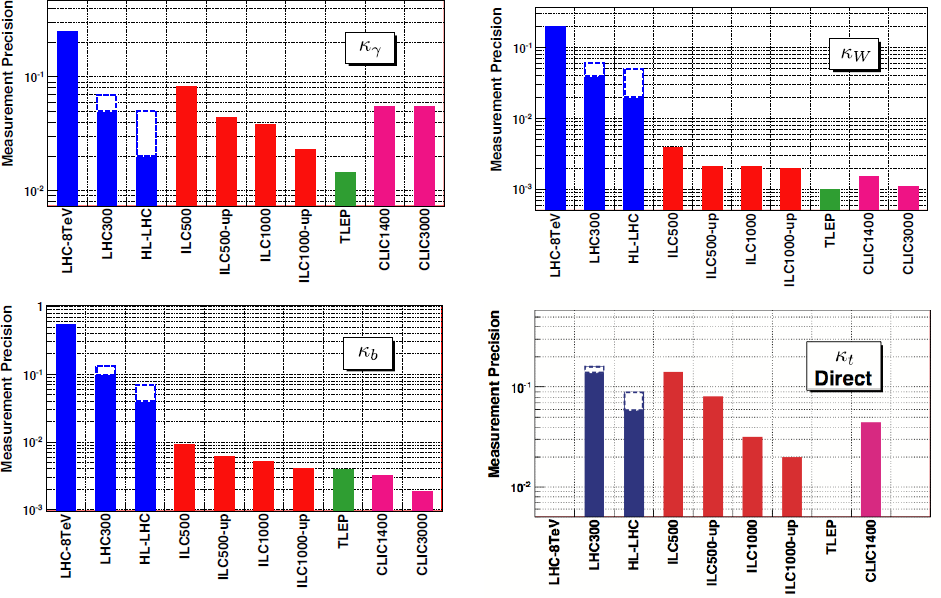 Measurement Precision
10⁻¹
10⁻²
κγ
LHC-8TeV
LHC300
HL-LHC
ILC500
ILC500-up
ILC1000
ILC1000-up
TLEP
CLIC1400
CLIC3000
Measurement Precision
10⁻¹
10⁻²
10⁻³
κW
LHC-8TeV
LHC300
HL-LHC
ILC500
ILC500-up
ILC1000
ILC1000-up
TLEP
CLIC1400
CLIC3000
Measurement Precision
1
10⁻¹
10⁻²
10⁻³
κb
LHC-8TeV
LHC300
HL-LHC
ILC500
ILC500-up
ILC1000
ILC1000-up
TLEP
CLIC1400
CLIC3000
Measurement Precision
10⁻¹
10⁻²
κt
Direct
LHC-8TeV
LHC300
HL-LHC
ILC500
ILC500-up
ILC1000
ILC1000-up
TLEP
CLIC1400